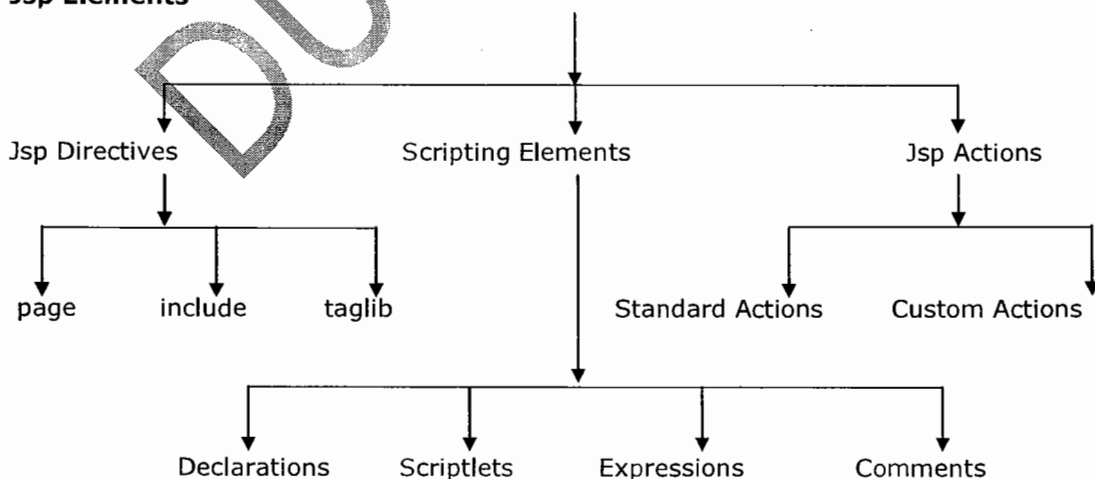 Jsp Elements
Jsp Directives Scripting Elements Jsp Actions
page include taglib Standard Actions Custom Actions
Declarations Scriptlets Expressions Comments